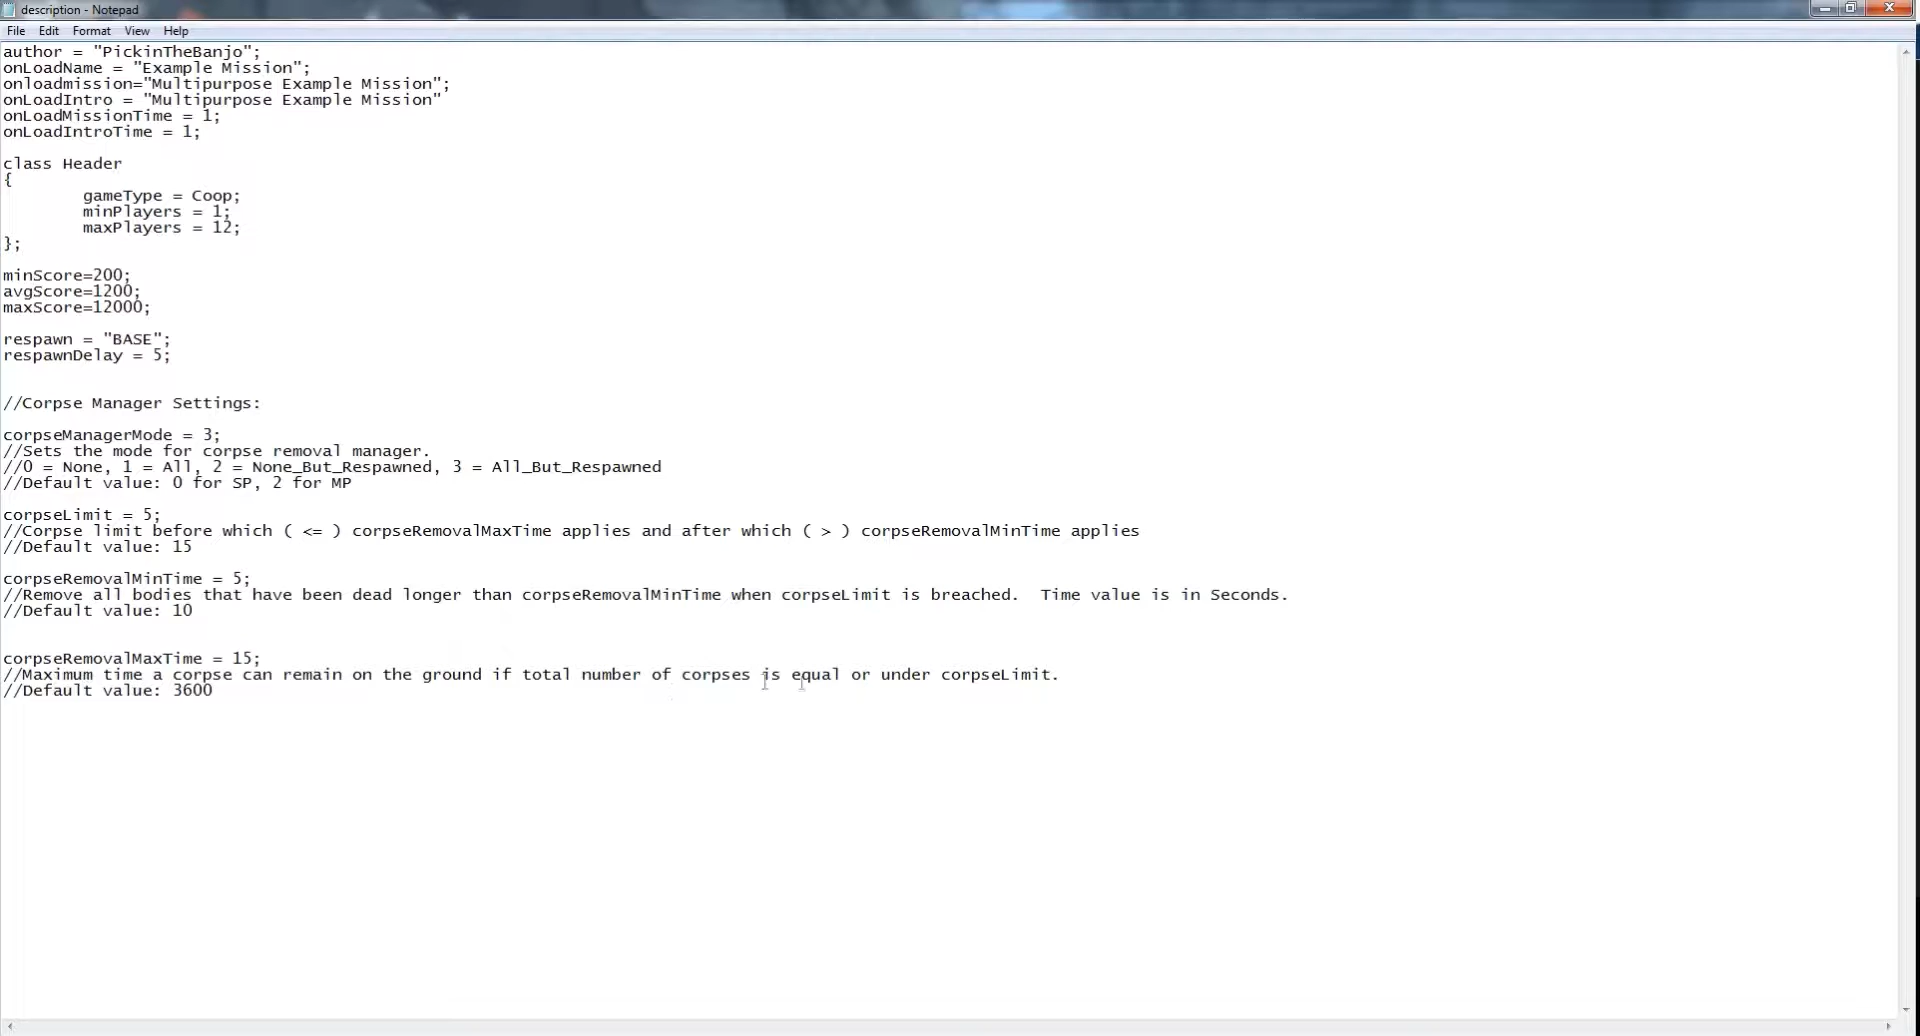 description - Notepad
File Edit Format View Help
author = "PickinTheBanjo";
onLoadName = "Example Mission";
onloadmission="Multipurpose Example Mission";
onLoadIntro = "Multipurpose Example Mission"
onLoadMissionTime = 1;
onLoadIntroTime = 1;
class Header
{
gameType = Coop;
minPlayers = 1;
maxPlayers = 12;
};
minScore=200;
avgScore=1200;
maxScore=12000;
respawn = "BASE";
respawnDelay = 5;
//Corpse Manager Settings:
corpseManagerMode = 3;
//Sets the mode for corpse removal manager.
//0 = None, 1 = All, 2 = None_But_Respawned, 3 = All_But_Respawned
//Default value: 0 for SP, 2 for MP
corpseLimit = 5;
//Corpse limit before which ( <= ) corpseRemovalMaxTime applies and after which ( > ) corpseRemovalMinTime applies
//Default value: 15
corpseRemovalMinTime = 5;
//Remove all bodies that have been dead longer than corpseRemovalMinTime when corpseLimit is breached.  Time value is in Seconds.
//Default value: 10
corpseRemovalMaxTime = 15;
//Maximum time a corpse can remain on the ground if total number of corpses is equal or under corpseLimit.
//Default value: 3600